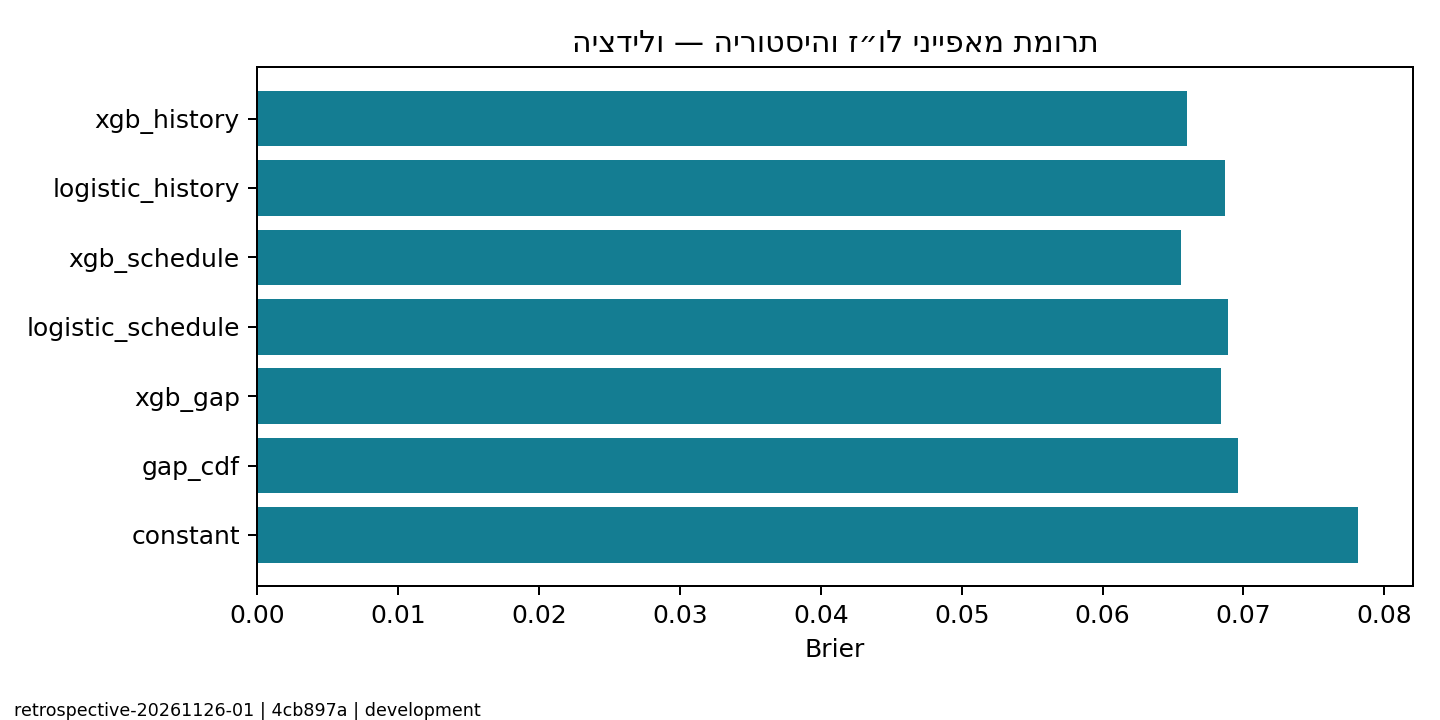 תרומת מאפייני לו״ז והיסטוריה — ולידציה
xgb_history
logistic_history
xgb_schedule
logistic_schedule
xgb_gap
gap_cdf
constant
0.00 0.01 0.02 0.03 0.04 0.05 0.06 0.07 0.08
Brier
retrospective-20261126-01 | 4cb897a | development